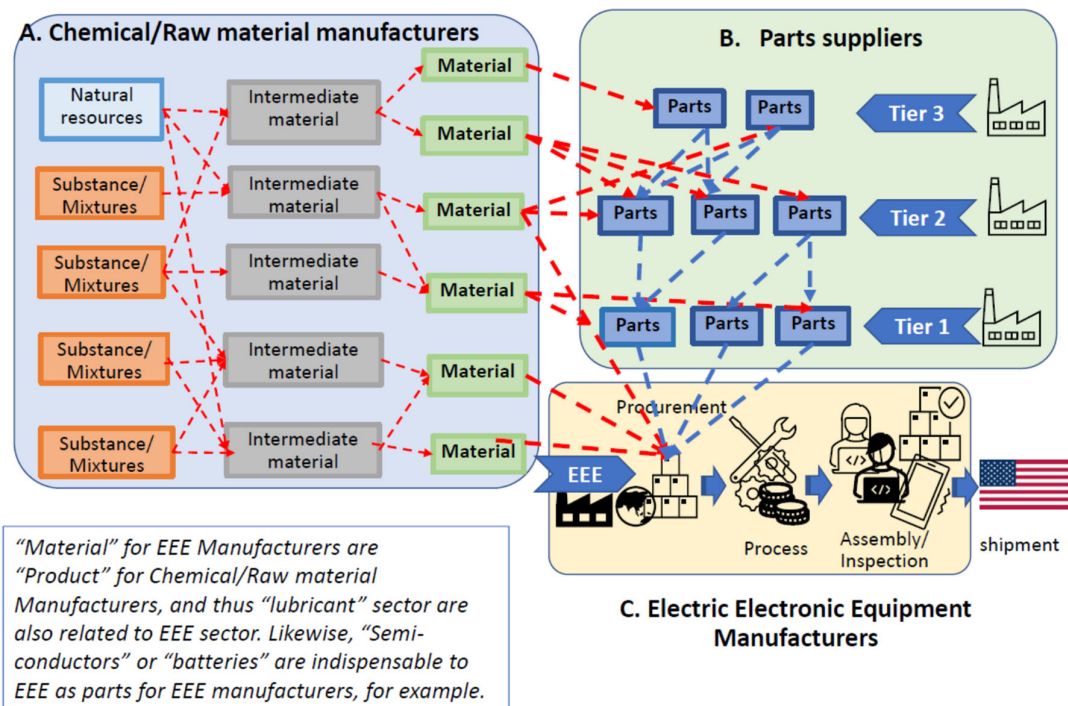 A. Chemical/Raw material manufacturers
Natural
resources
Substance/
Mixtures
Substance/
Mixtures
Substance/
Mixtures
Substance/
Mixtures
Intermediate
material
Intermediate
material
Intermediate
material
Intermediate
material
Intermediate
material
Material
Material
Material
Material
Material
Material
B. Parts suppliers
Parts
Parts
Tier 3
Parts
Parts
Parts
Tier 2
Parts
Parts
Parts
Tier 1
Procurement
EEE
Process
Assembly/
Inspection
shipment
C. Electric Electronic Equipment
Manufacturers
“Material” for EEE Manufacturers are
“Product” for Chemical/Raw material
Manufacturers, and thus “lubricant” sector are
also related to EEE sector. Likewise, “Semi-
conductors” or “batteries” are indispensable to
EEE as parts for EEE manufacturers, for example.